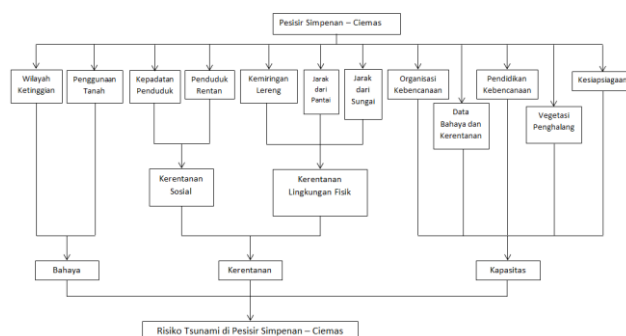 Pesisir Simpenan – Ciemas
Wilayah
Ketinggian
Penggunaan
Tanah
Kepadatan
Penduduk
Penduduk
Rentan
Kemiringan
Lereng
Jarak
dari
Pantai
Jarak
dari
Sungai
Organisasi
Kebencanaan
Data
Bahaya dan
Kerentanan
Pendidikan
Kebencanaan
Vegetasi
Penghalang
Kesiapsiagaan
Kerentanan
Sosial
Kerentanan
Lingkungan Fisik
Bahaya
Kerentanan
Kapasitas
Risiko Tsunami di Pesisir Simpenan – Ciemas